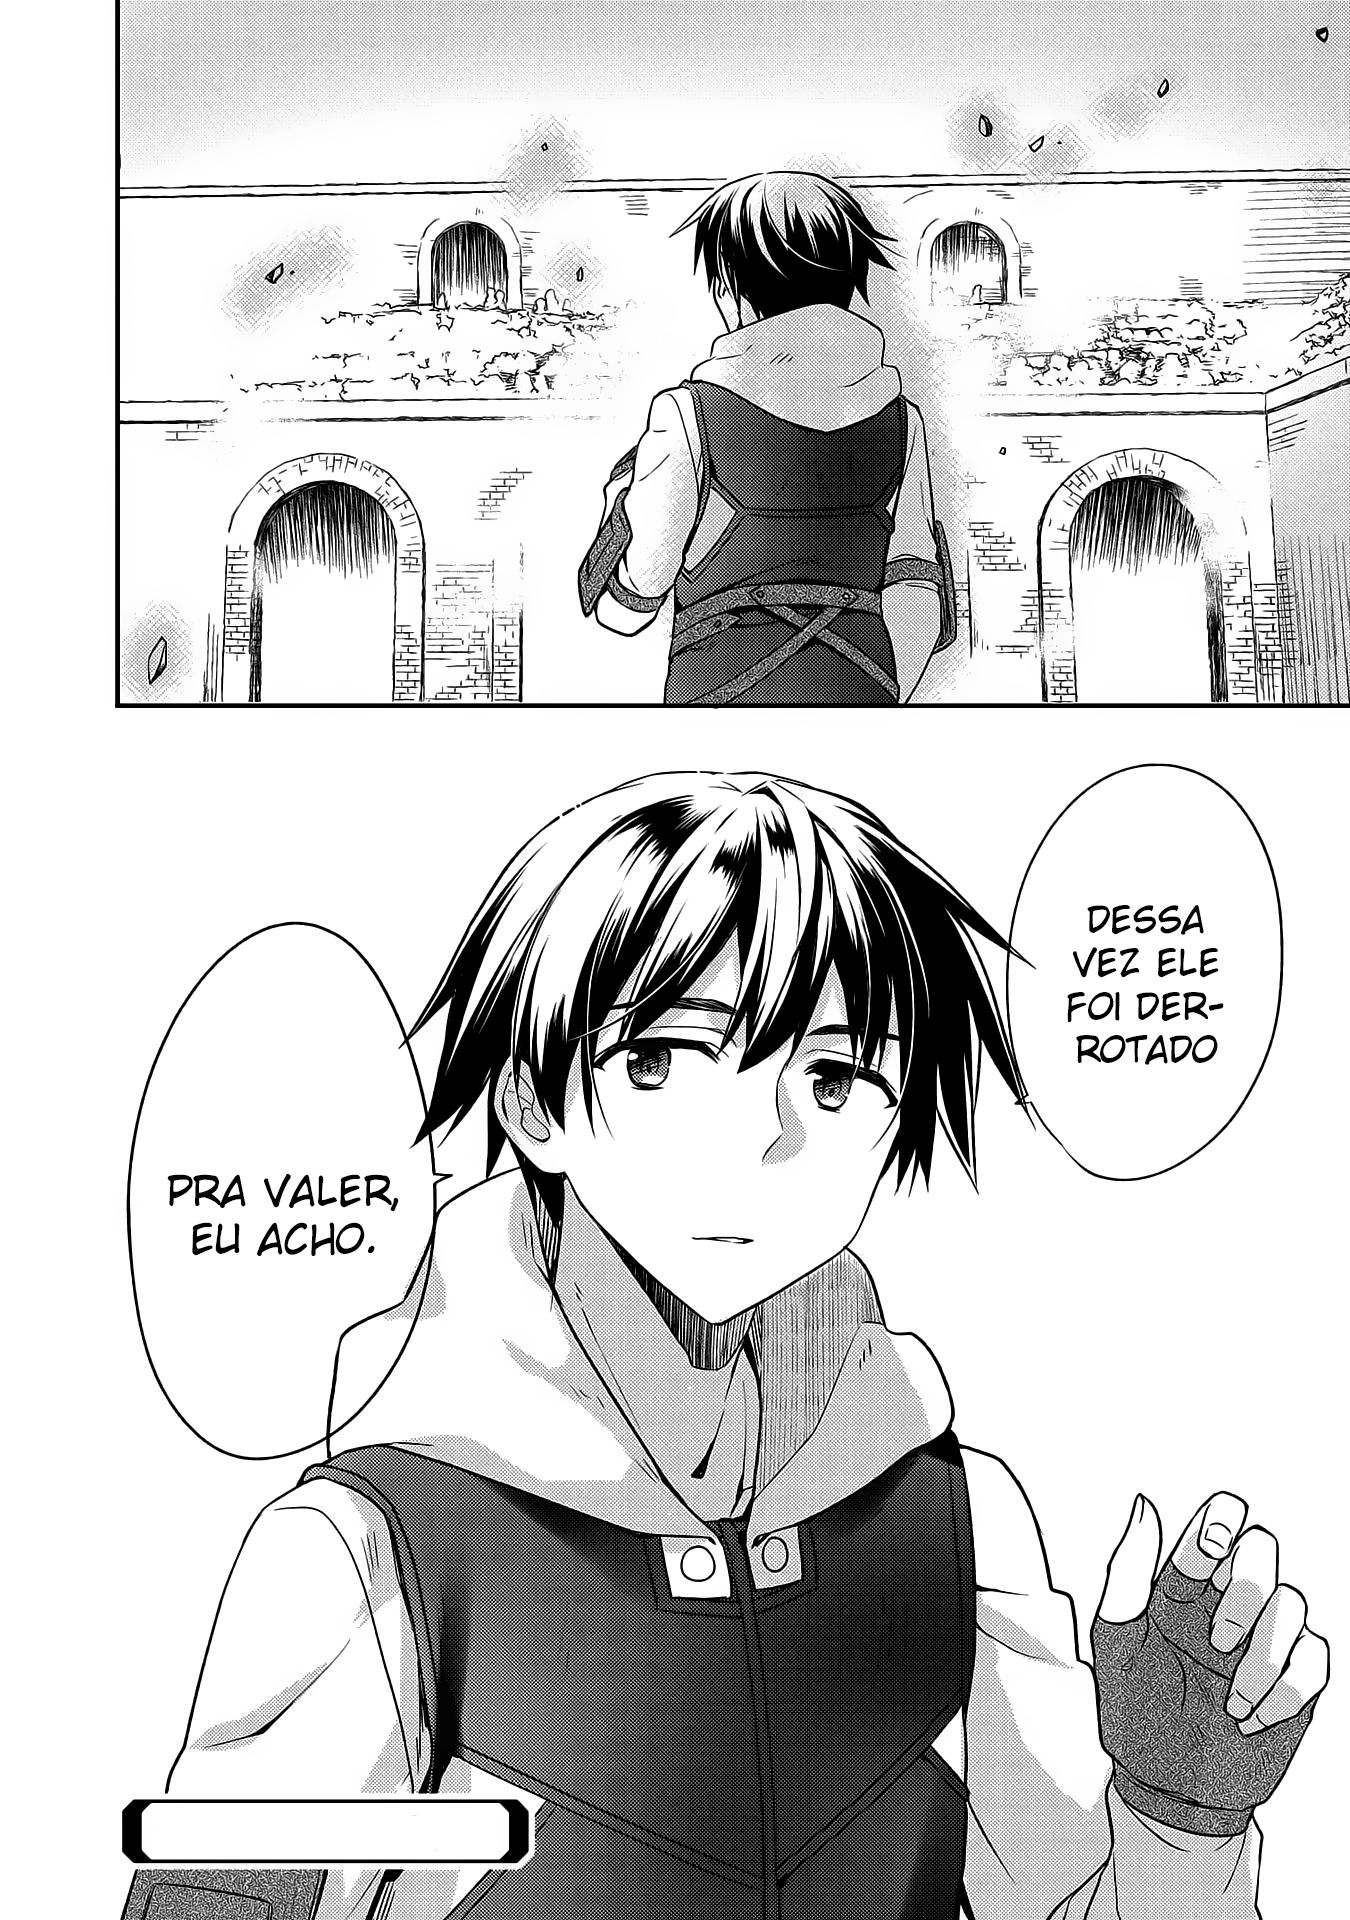 DESSA
VEZ ELE
FOI DER-
ROTADO
PRA VALER,
EU ACHO.